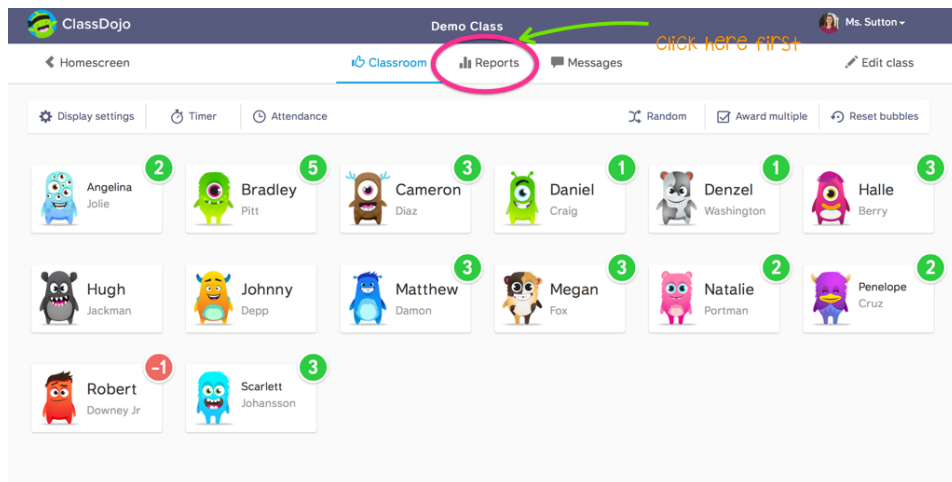 ClassDojo
Demo Class
Ms. Sutton
click here first
Homescreen
Classroom
Reports
Messages
Edit class
Display settings
Timer
Attendance
Random
Award multiple
Reset bubbles
2
Angelina
Jolie
5
Bradley
Pitt
3
Cameron
Diaz
1
Daniel
Craig
1
Denzel
Washington
3
Halle
Berry
Hugh
Jackman
Johnny
Depp
3
Matthew
Damon
3
Megan
Fox
2
Natalie
Portman
2
Penelope
Cruz
-1
Robert
Downey Jr
3
Scarlett
Johansson